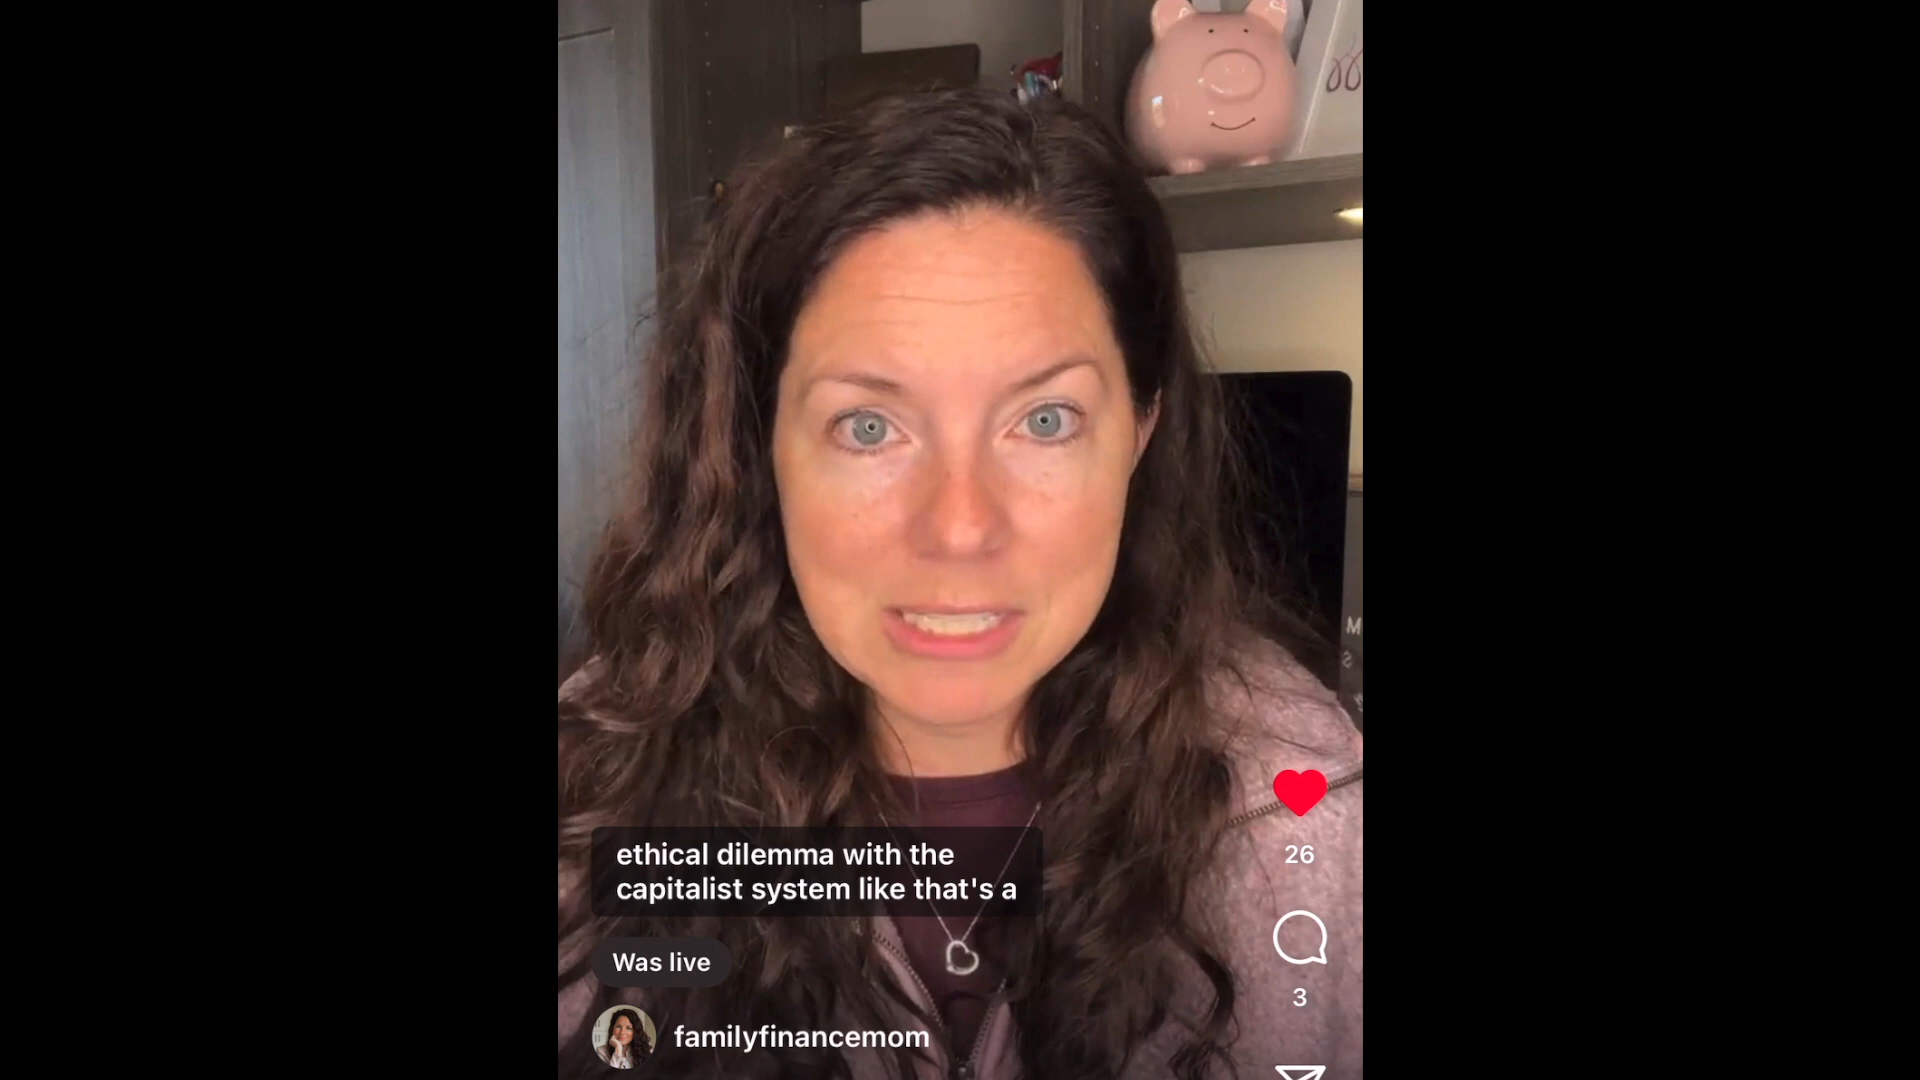 ethical dilemma with the
capitalist system like that's a
Was live
familyfinancemom
26
3
M
S